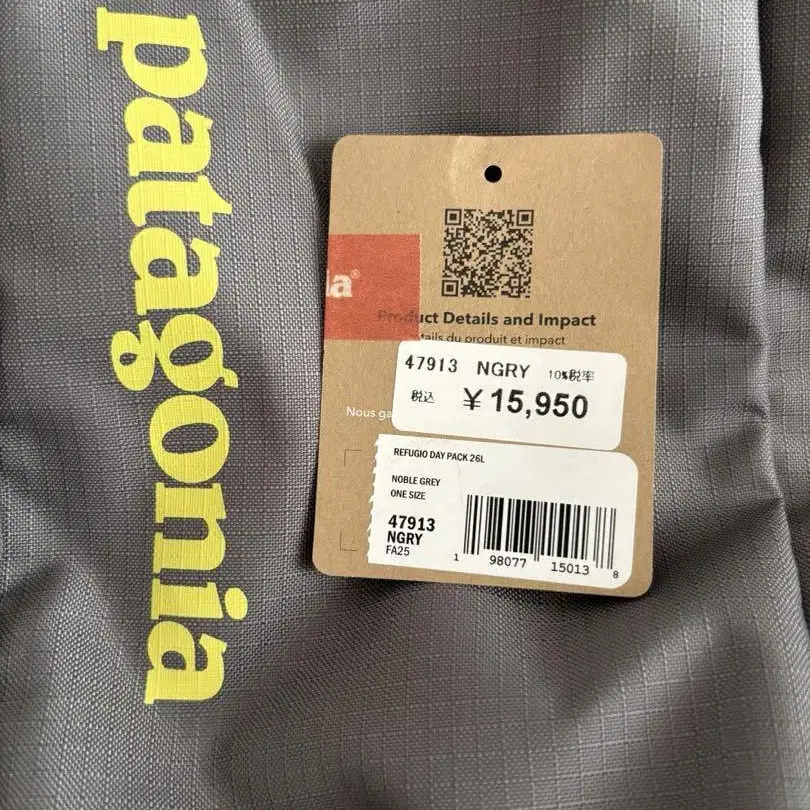 patagonia
ia®
Product Details and Impact
tails du produit et impact
47913 NGRY 10%税率
税込 ¥15,950
Nous ga
REFUGIO DAY PACK 26L
NOBLE GREY
ONE SIZE
47913
NGRY
FA25
1 98077 15013 8